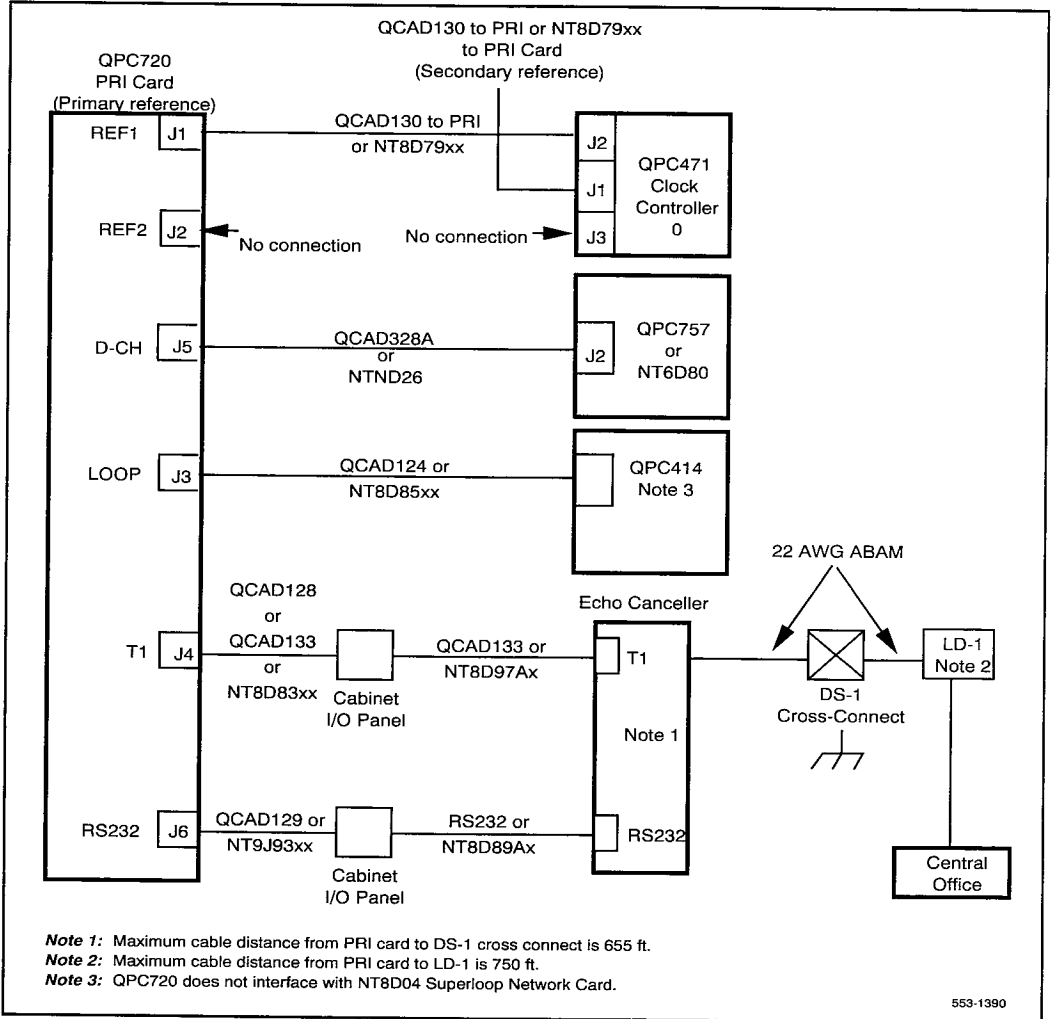 QCAD130 to PRI or NT8D79xx
to PRI Card
(Secondary reference)
QPC720
PRI Card
(Primary reference)
REF1
J1
QCAD130 to PRI
or NT8D79xx
J2
J1
J3
QPC471
Clock
Controller
0
REF2
J2
No connection
No connection
D-CH
J5
QCAD328A
or
NTND26
J2
QPC757
or
NT6D80
LOOP
J3
QCAD124 or
NT8D85xx
QPC414
Note 3
22 AWG ABAM
Echo Canceller
T1
J4
QCAD128
or
QCAD133
or
NT8D83xx
Cabinet
I/O Panel
QCAD133 or
NT8D97Ax
T1
Note 1
DS-1
Cross-Connect
LD-1
Note 2
RS232
J6
QCAD129 or
NT9J93xx
Cabinet
I/O Panel
RS232 or
NT8D89Ax
RS232
Central
Office
Note 1: Maximum cable distance from PRI card to DS-1 cross connect is 655 ft.
Note 2: Maximum cable distance from PRI card to LD-1 is 750 ft.
Note 3: QPC720 does not interface with NT8D04 Superloop Network Card.
553-1390